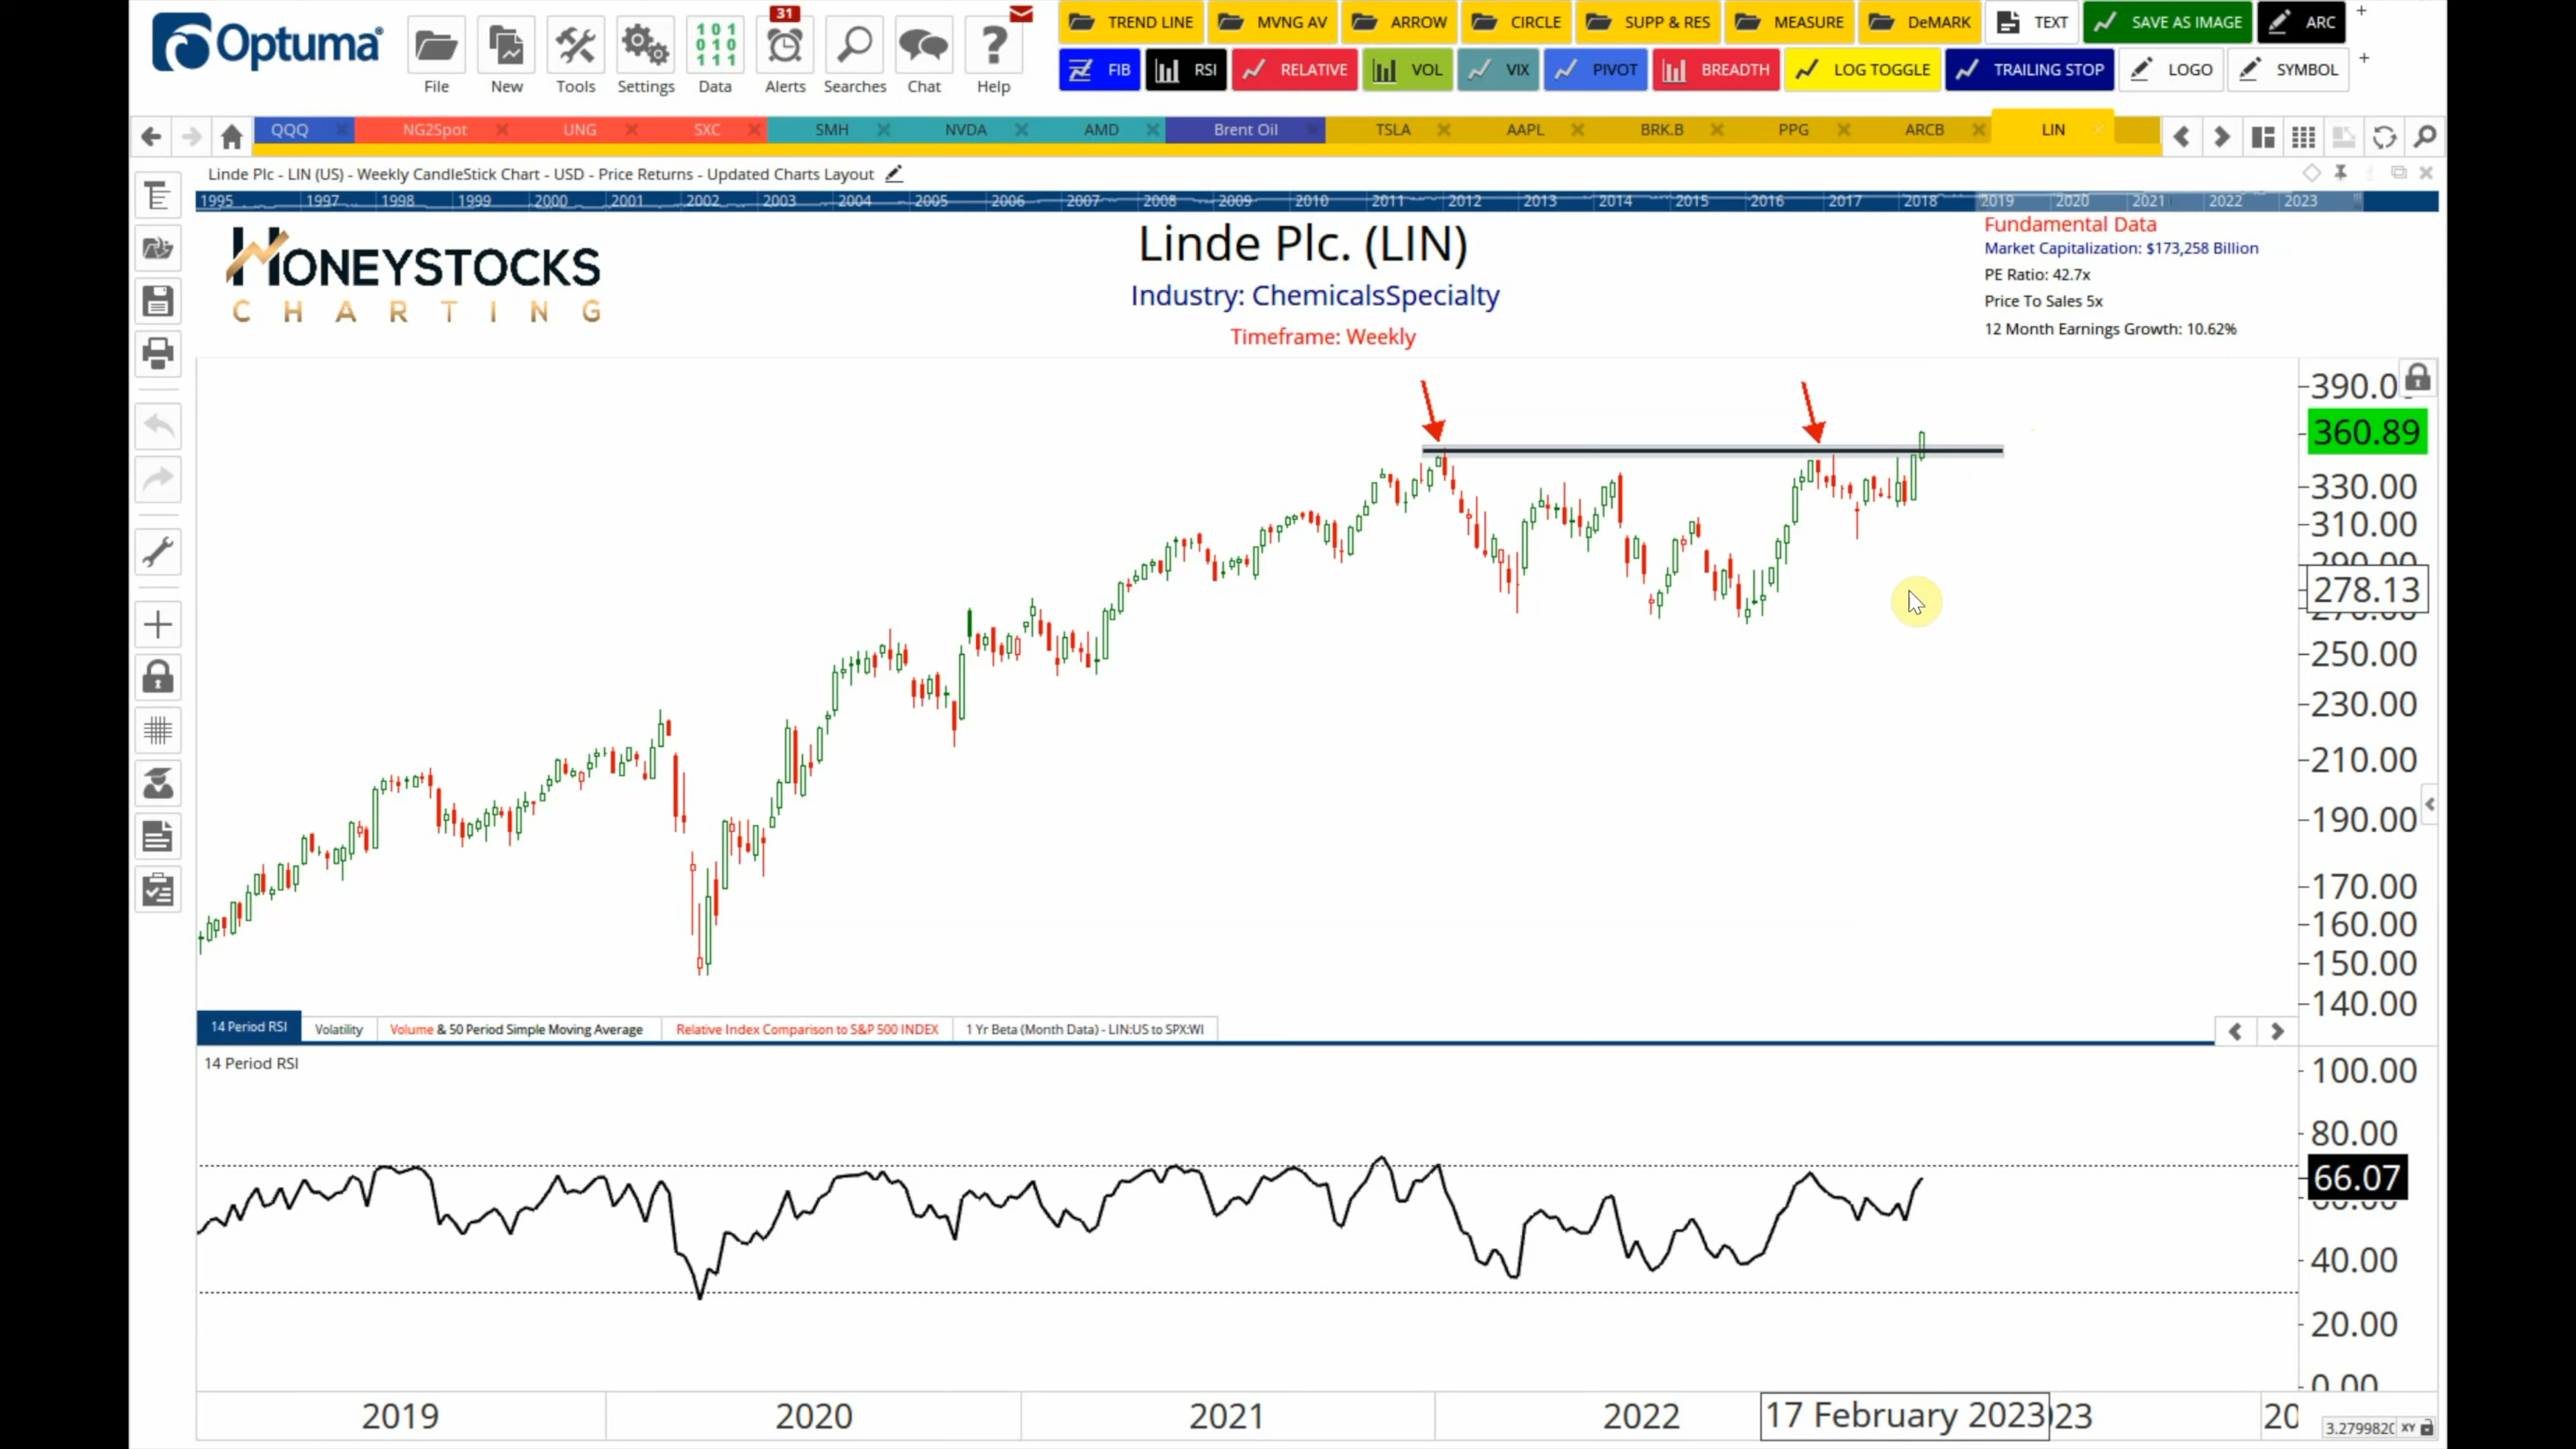 Optuma®
File
New
Tools
Settings
101
010
111
Data
31
Alerts
Searches
Chat
?
Help
TREND LINE
MVNG AV
ARROW
CIRCLE
SUPP & RES
MEASURE
DeMARK
TEXT
SAVE AS IMAGE
ARC
+
FIB
RSI
RELATIVE
VOL
VIX
PIVOT
BREADTH
LOG TOGGLE
TRAILING STOP
LOGO
SYMBOL
+
QQQ
NG2Spot
UNG
SXC
SMH
NVDA
AMD
Brent Oil
TSLA
AAPL
BRK.B
PPG
ARCB
LIN
Linde Plc - LIN (US) - Weekly CandleStick Chart - USD - Price Returns - Updated Charts Layout
1995 1997 1998 1999 2000 2001 2002 2003 2004 2005 2006 2007 2008 2009 2010 2011 2012 2013 2014 2015 2016 2017 2018 2019 2020 2021 2022 2023
HONEYSTOCKS
CHARTING
Linde Plc. (LIN)
Industry: ChemicalsSpecialty
Timeframe: Weekly
Fundamental Data
Market Capitalization: $173,258 Billion
PE Ratio: 42.7x
Price To Sales 5x
12 Month Earnings Growth: 10.62%
360.89
330.00
310.00
278.13
250.00
230.00
210.00
190.00
170.00
160.00
150.00
140.00
14 Period RSI
Volatility
Volume & 50 Period Simple Moving Average
Relative Index Comparison to S&P 500 INDEX
1 Yr Beta (Month Data) - LIN:US to SPX:WI
14 Period RSI
100.00
80.00
66.07
40.00
20.00
2019
2020
2021
2022
17 February 2023
23
20
XY